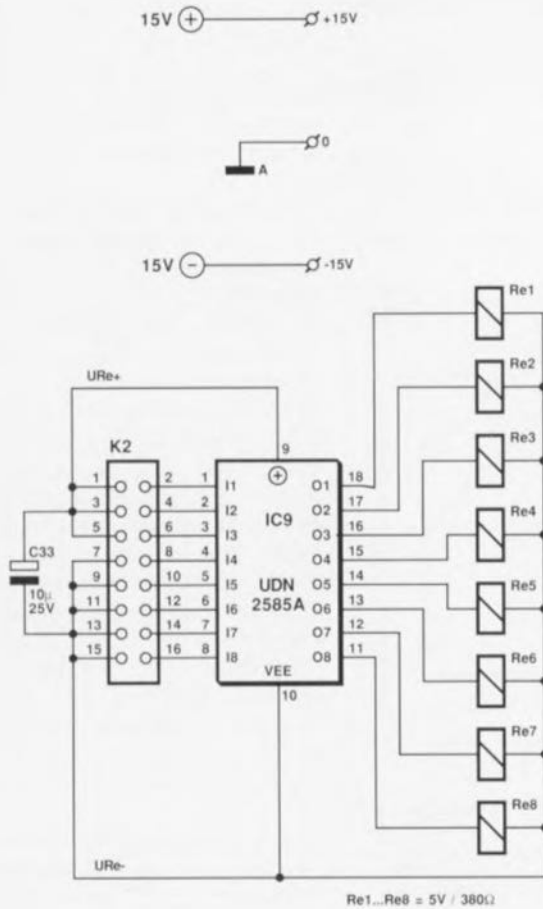 15V + +15V
0
A
15V - -15V
Re1
URe+
Re2
K2
9
+
1 2 1 I1 O1 18
3 4 2 I2 O2 17
IC9
5 6 3 I3 O3 16
Re3
7 8 4 I4 O4 15
Re4
C33
10µ
25V
9 10 5 I5 O5 14
UDN
2585A
11 12 6 I6 O6 13
Re5
13 14 7 I7 O7 12
15 16 8 I8 O8 11
Re6
VEE
10
Re7
Re8
URe-
Re1...Re8 = 5V / 380Ω